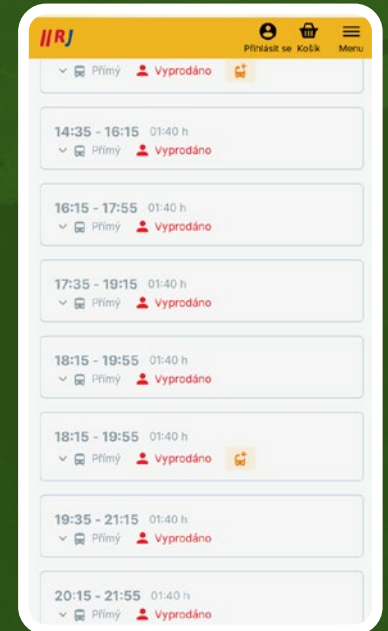 RJ
Přihlásit se Košík Menu
Přímý Vyprodáno
14:35 - 16:15 01:40 h
Přímý Vyprodáno
16:15 - 17:55 01:40 h
Přímý Vyprodáno
17:35 - 19:15 01:40 h
Přímý Vyprodáno
18:15 - 19:55 01:40 h
Přímý Vyprodáno
18:15 - 19:55 01:40 h
Přímý Vyprodáno
19:35 - 21:15 01:40 h
Přímý Vyprodáno
20:15 - 21:55 01:40 h
Přímý Vyprodáno